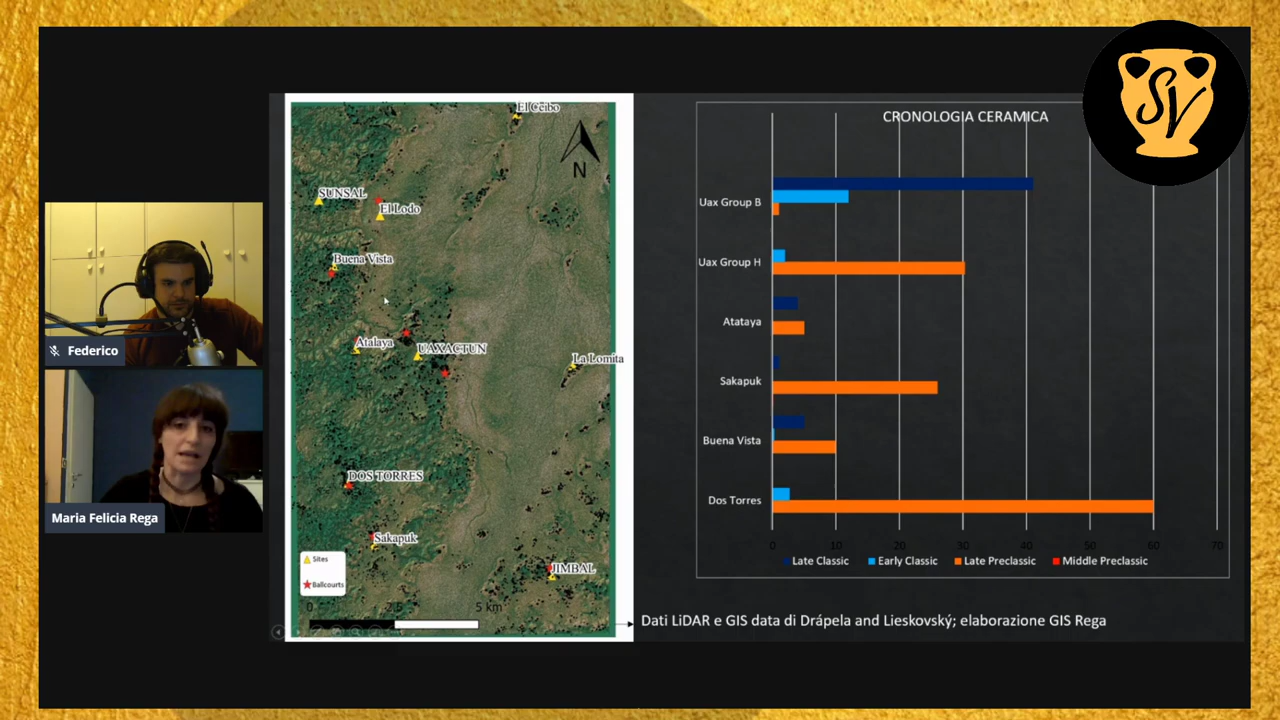 SV
El Ceibo
N
SUNSAL
El Lodo
Buena Vista
Atalaya
UAXACTUN
La Lomita
DOS TORRES
Sakapuk
JIMBAL
Sites
Ballcourts
0 2.5 5 km
CRONOLOGIA CERAMICA
Uax Group B
Uax Group H
Atataya
Sakapuk
Buena Vista
Dos Torres
0 10 20 30 40 50 60 70
Late Classic Early Classic Late Preclassic Middle Preclassic
Dati LiDAR e GIS data di Drápela and Lieskovský; elaborazione GIS Rega
Federico
Maria Felicia Rega